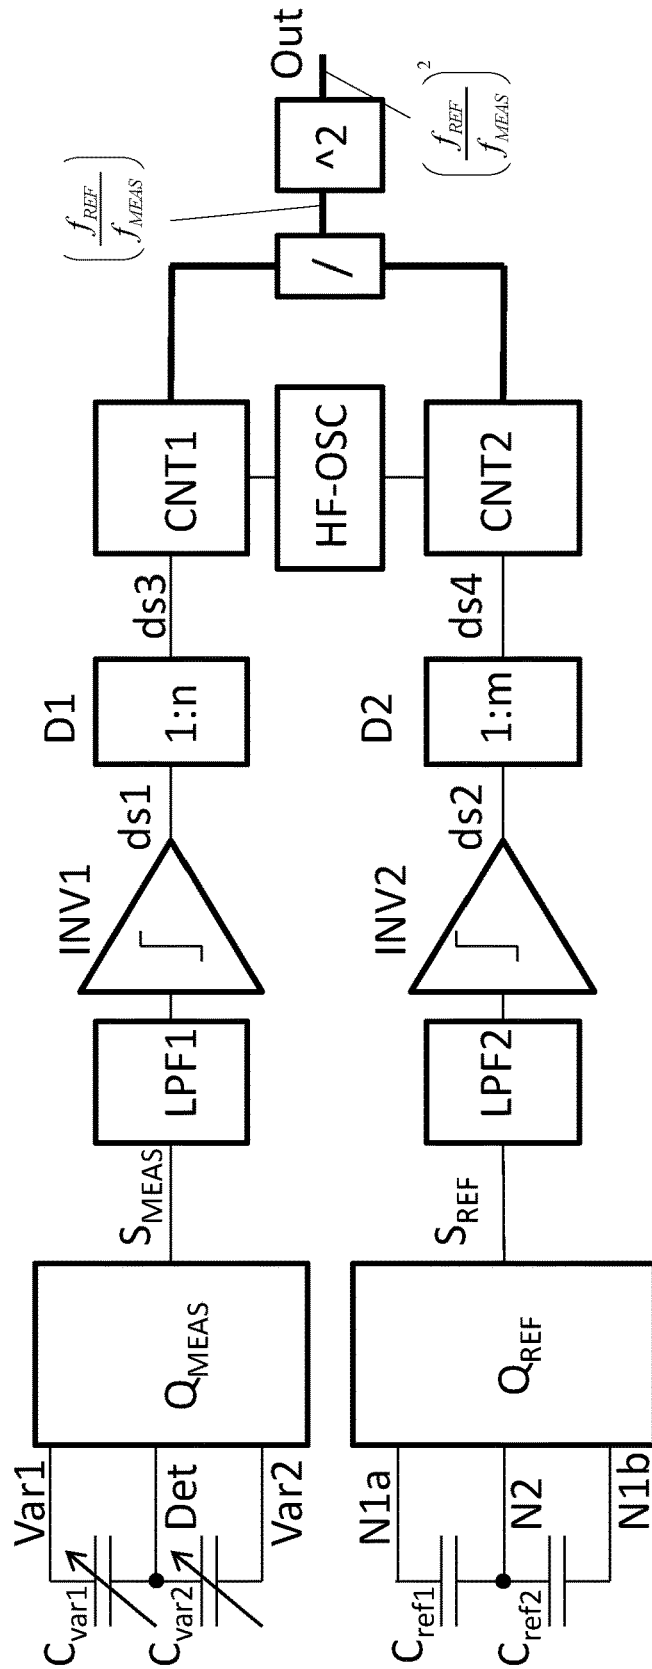 Var1
C_var1
Det
C_var2
Var2
Q_MEAS
S_MEAS
LPF1
INV1
ds1
D1
1:n
ds3
CNT1
HF-OSC
/
(f_REF / f_MEAS)
^2
Out
(f_REF / f_MEAS)^2
N1a
C_ref1
N2
C_ref2
N1b
Q_REF
S_REF
LPF2
INV2
ds2
D2
1:m
ds4
CNT2